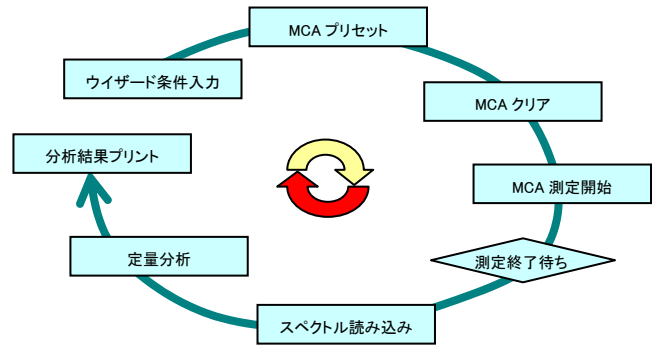 MCA プリセット
ウイザード条件入力
MCA クリア
分析結果プリント
MCA 測定開始
定量分析
測定終了待ち
スペクトル読み込み